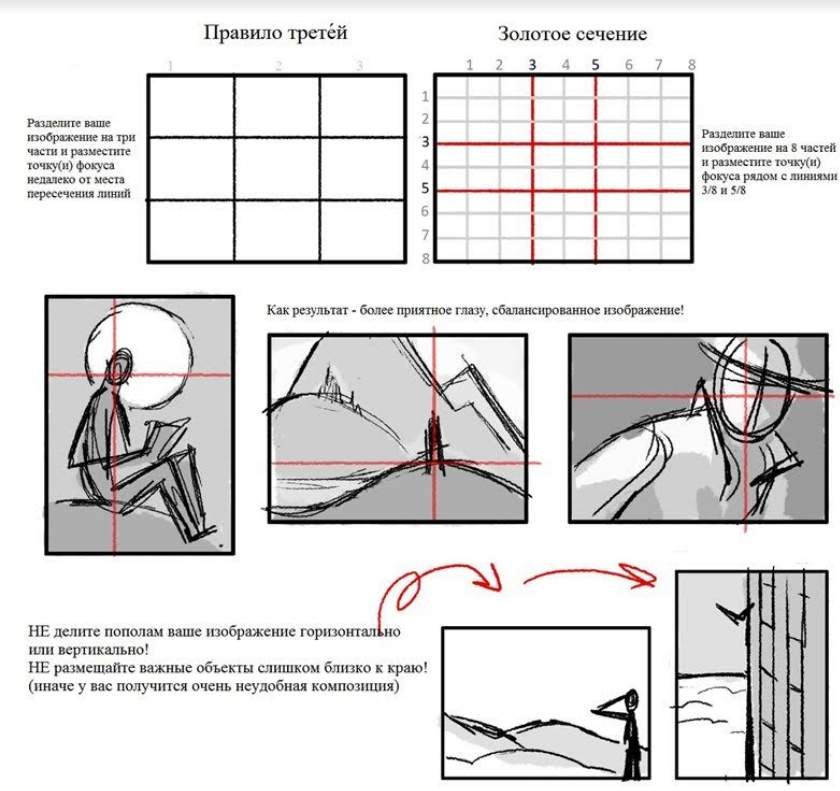 Правило трете́й
Золотое сечение
1 2 3
1 2 3 4 5 6 7 8
1
2
3
4
5
6
7
8
Разделите ваше
изображение на три
части и разместите
точку(и) фокуса
недалеко от места
пересечения линий
Разделите ваше
изображение на 8 частей
и разместите точку(и)
фокуса рядом с линиями
3/8 и 5/8
Как результат - более приятное глазу, сбалансированное изображение!
НЕ делите пополам ваше изображение горизонтально
или вертикально!
НЕ размещайте важные объекты слишком близко к краю!
(иначе у вас получится очень неудобная композиция)